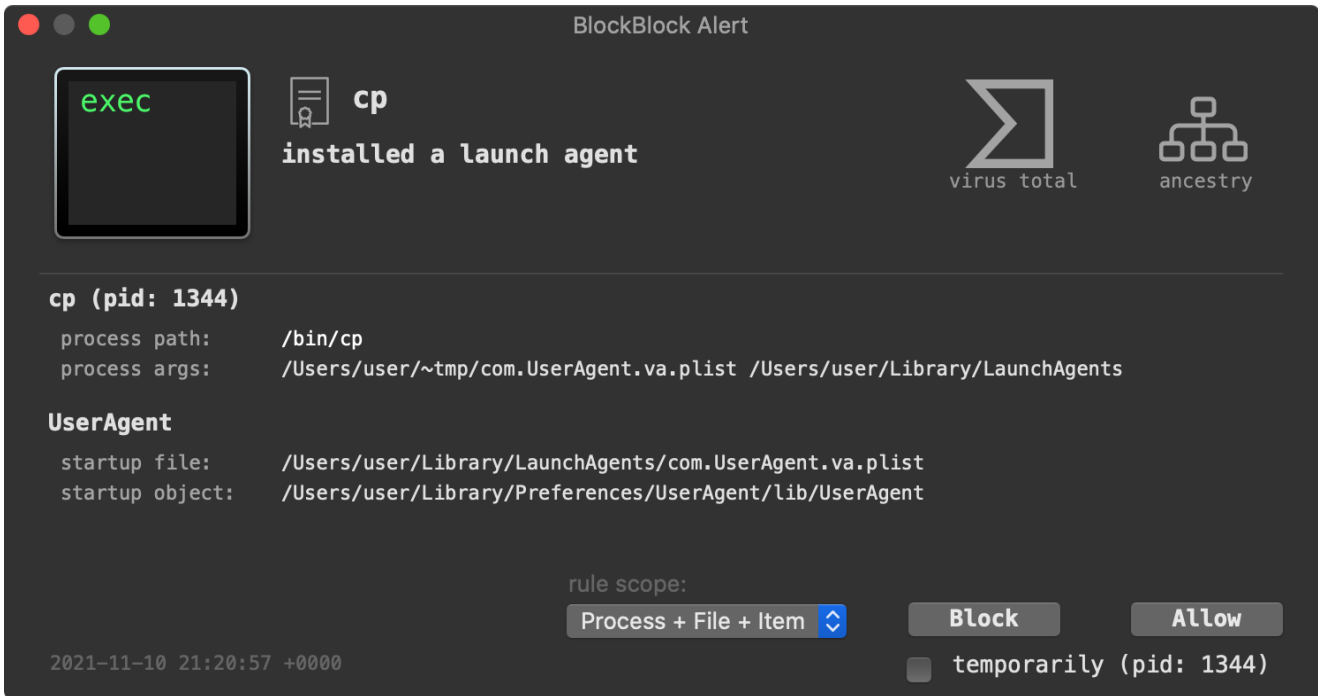 BlockBlock Alert
exec
cp
installed a launch agent
virus total
ancestry
cp (pid: 1344)
process path: /bin/cp
process args: /Users/user/~tmp/com.UserAgent.va.plist /Users/user/Library/LaunchAgents
UserAgent
startup file: /Users/user/Library/LaunchAgents/com.UserAgent.va.plist
startup object: /Users/user/Library/Preferences/UserAgent/lib/UserAgent
rule scope:
Process + File + Item
Block
Allow
2021-11-10 21:20:57 +0000
temporarily (pid: 1344)